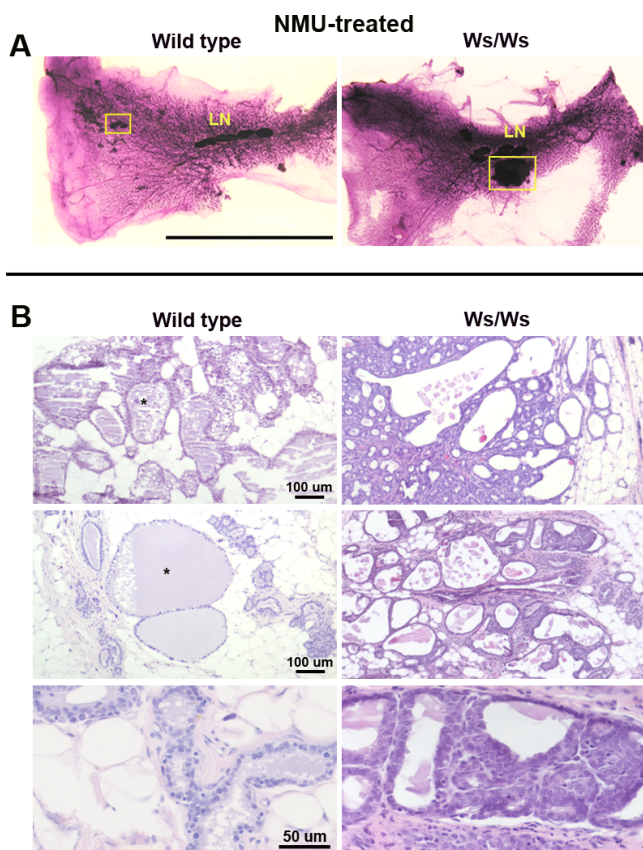 NMU-treated
A
Wild type
Ws/Ws
LN
LN
B
Wild type
Ws/Ws
*
100 um
*
100 um
50 um